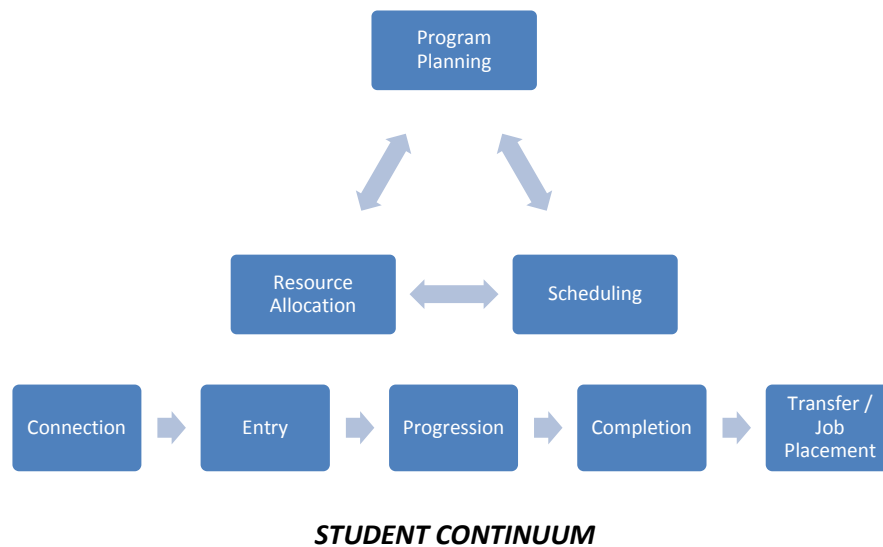 Program
Planning
Resource
Allocation
Scheduling
Connection
Entry
Progression
Completion
Transfer /
Job
Placement
STUDENT CONTINUUM